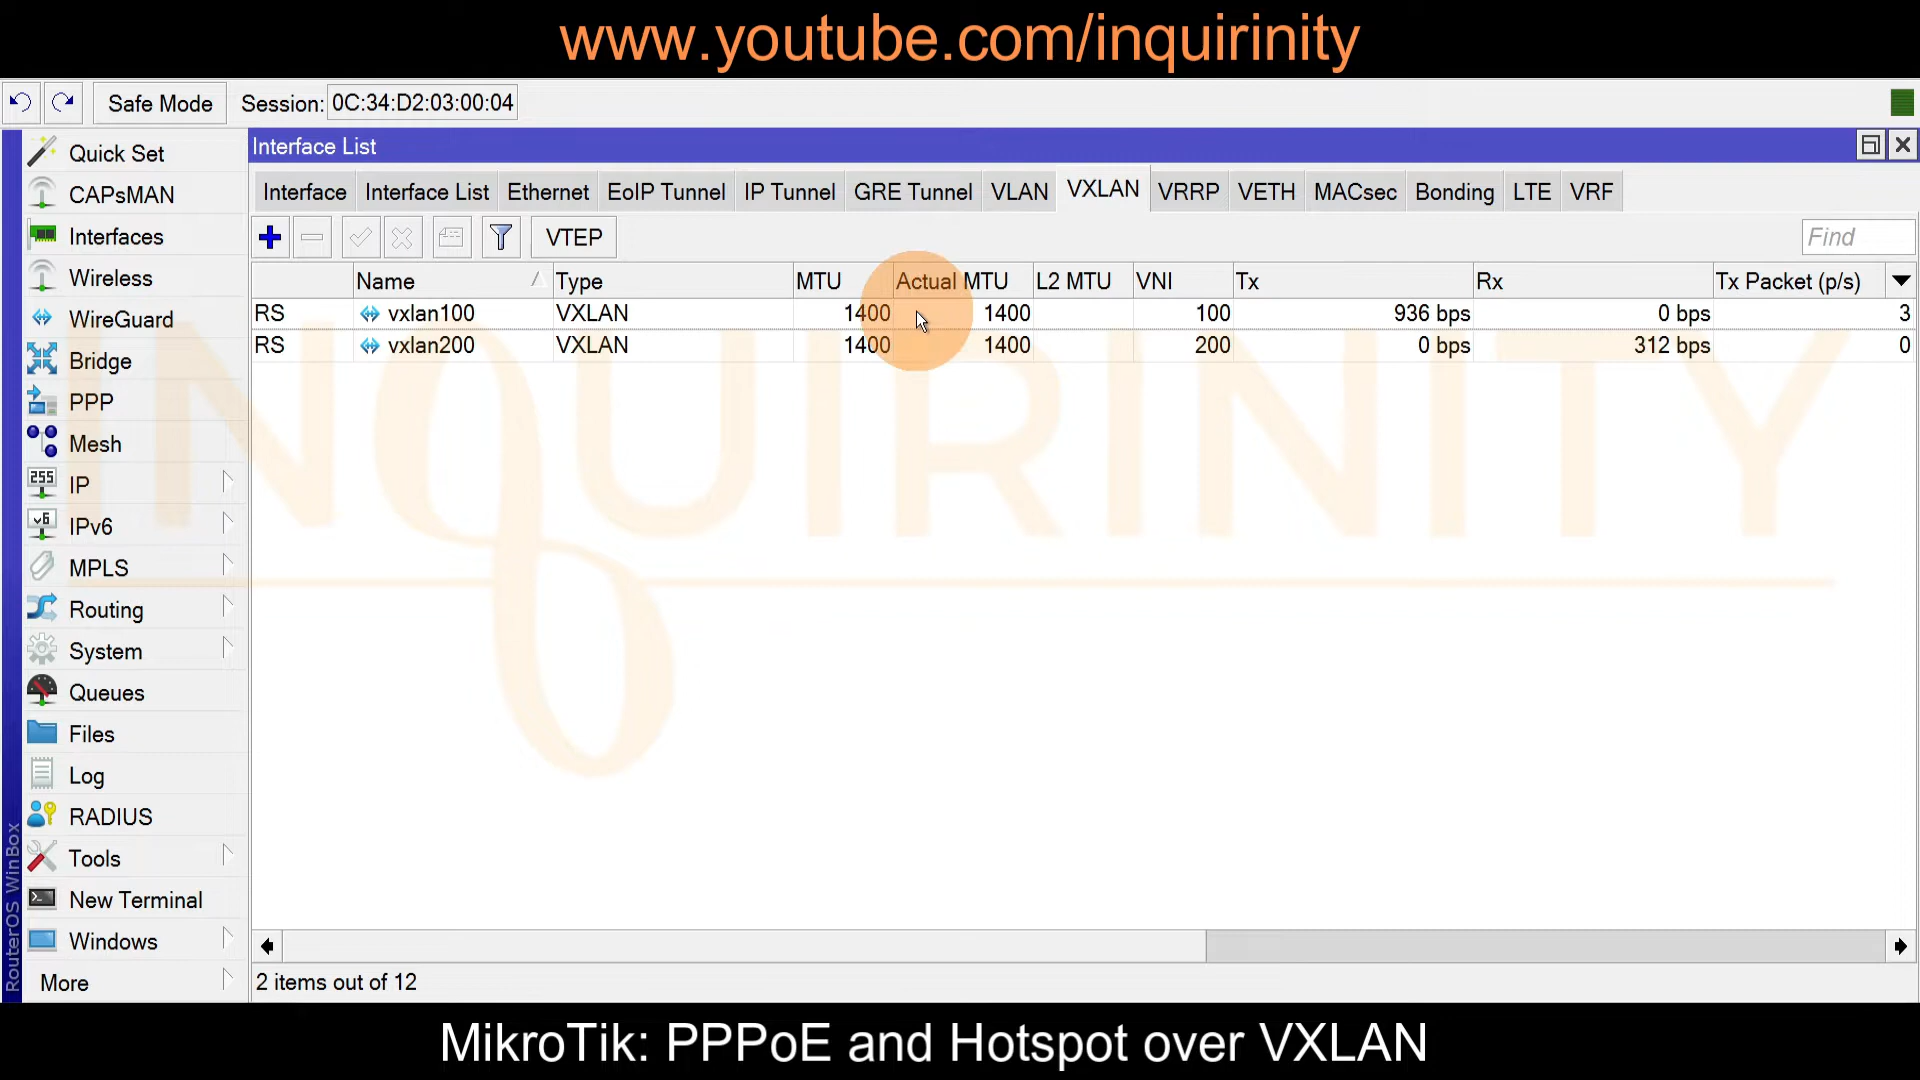 www.youtube.com/inquirinity
Safe Mode Session: 0C:34:D2:03:00:04
Interface List
Interface Interface List Ethernet EoIP Tunnel IP Tunnel GRE Tunnel VLAN VXLAN VRRP VETH MACsec Bonding LTE VRF
VTEP Find
Name Type MTU Actual MTU L2 MTU VNI Tx Rx Tx Packet (p/s)
RS vxlan100 VXLAN 1400 1400 100 936 bps 0 bps 3
RS vxlan200 VXLAN 1400 1400 200 0 bps 312 bps 0
Quick Set
CAPsMAN
Interfaces
Wireless
WireGuard
Bridge
PPP
Mesh
255 IP
v6 IPv6
MPLS
Routing
System
Queues
Files
Log
RADIUS
Tools
New Terminal
Windows
More
RouterOS WinBox
INQUIRINITY
2 items out of 12
MikroTik: PPPoE and Hotspot over VXLAN